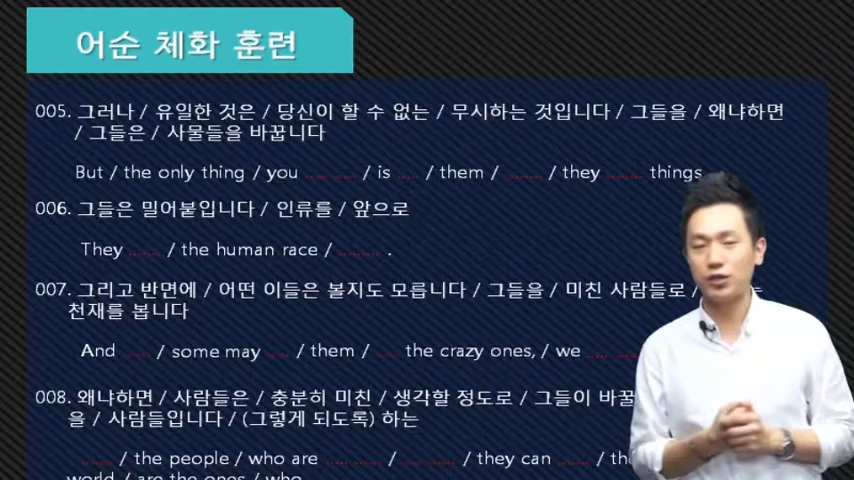 어순 체화 훈련
005. 그러나 / 유일한 것은 / 당신이 할 수 없는 / 무시하는 것입니다 / 그들을 / 왜냐하면
/ 그들은 / 사물들을 바꿉니다
But / the only thing / you ...... ...... / is ..... / them / ....... / they ........ things
006. 그들은 밀어붙입니다 / 인류를 / 앞으로
They ....... / the human race / ......... .
007. 그리고 반면에 / 어떤 이들은 볼지도 모릅니다 / 그들을 / 미친 사람들로 /
천재를 봅니다
And ...... / some may ..... / them / ..... the crazy ones, / we ..... 
008. 왜냐하면 / 사람들은 / 충분히 미친 / 생각할 정도로 / 그들이 바꿀
을 / 사람들입니다 / (그렇게 되도록) 하는
....... / the people / who are ..... ...... / ... ........ / they can ....... /
world / are the ones / who